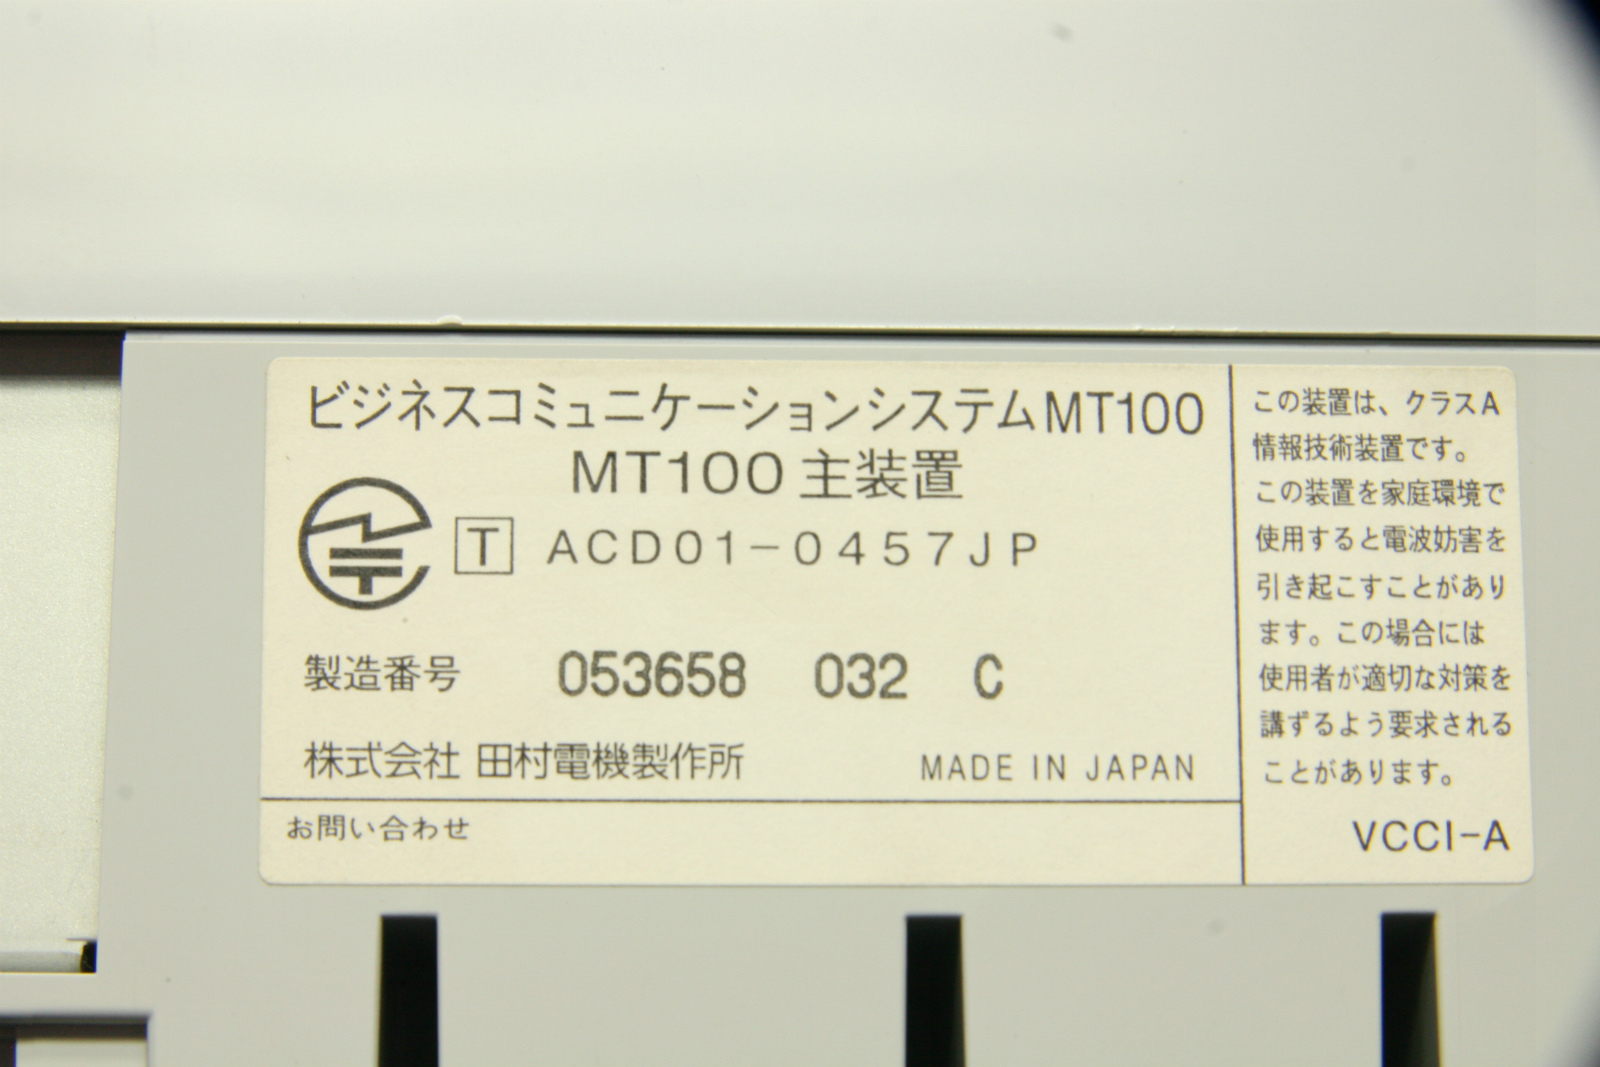 ビジネスコミュニケーションシステムMT100
MT100 主装置
T ACD01-0457JP
製造番号 053658 032 C
株式会社 田村電機製作所 MADE IN JAPAN
お問い合わせ
この装置は、クラスA
情報技術装置です。
この装置を家庭環境で
使用すると電波妨害を
引き起こすことがあり
ます。この場合には
使用者が適切な対策を
講ずるよう要求される
ことがあります。
VCCI-A